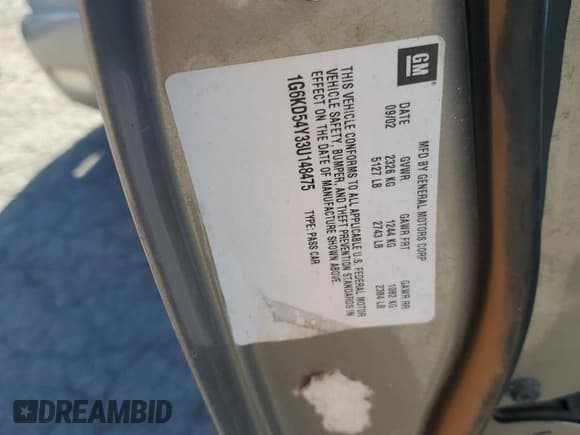 GM
MFD BY GENERAL MOTORS CORP
DATE GVWR GAWR FRT GAWR RR
09/02 2326 KG 1244 KG 1082 KG
5127 LB 2743 LB 2384 LB
THIS VEHICLE CONFORMS TO ALL APPLICABLE U.S. FEDERAL MOTOR
VEHICLE SAFETY, BUMPER, AND THEFT PREVENTION STANDARDS IN
EFFECT ON THE DATE OF MANUFACTURE SHOWN ABOVE.
1G6KD54Y33U148475 TYPE: PASS CAR
DREAMBID